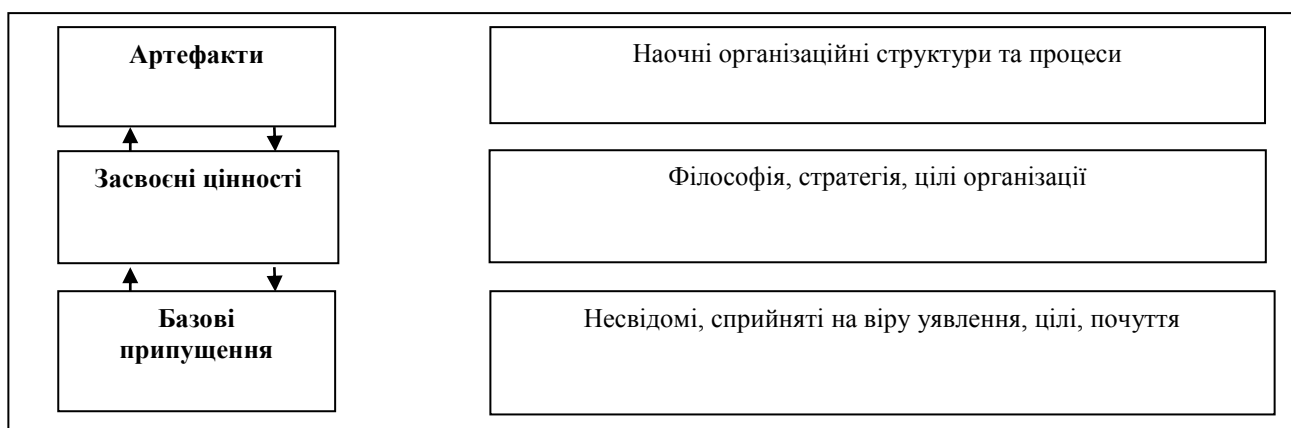 Артефакти
Наочні організаційні структури та процеси
Засвоєні цінності
Філософія, стратегія, цілі організації
Базові
припущення
Несвідомі, сприйняті на віру уявлення, цілі, почуття